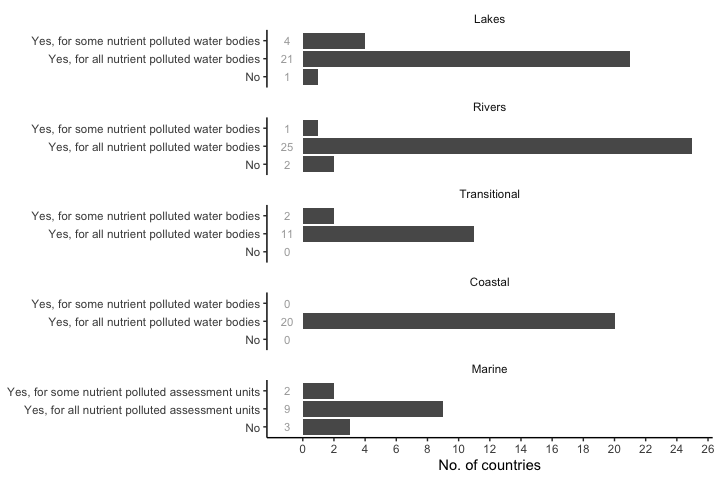 Lakes
Yes, for some nutrient polluted water bodies 4
Yes, for all nutrient polluted water bodies 21
No 1
Rivers
Yes, for some nutrient polluted water bodies 1
Yes, for all nutrient polluted water bodies 25
No 2
Transitional
Yes, for some nutrient polluted water bodies 2
Yes, for all nutrient polluted water bodies 11
No 0
Coastal
Yes, for some nutrient polluted water bodies 0
Yes, for all nutrient polluted water bodies 20
No 0
Marine
Yes, for some nutrient polluted assessment units 2
Yes, for all nutrient polluted assessment units 9
No 3
0 2 4 6 8 10 12 14 16 18 20 22 24 26
No. of countries